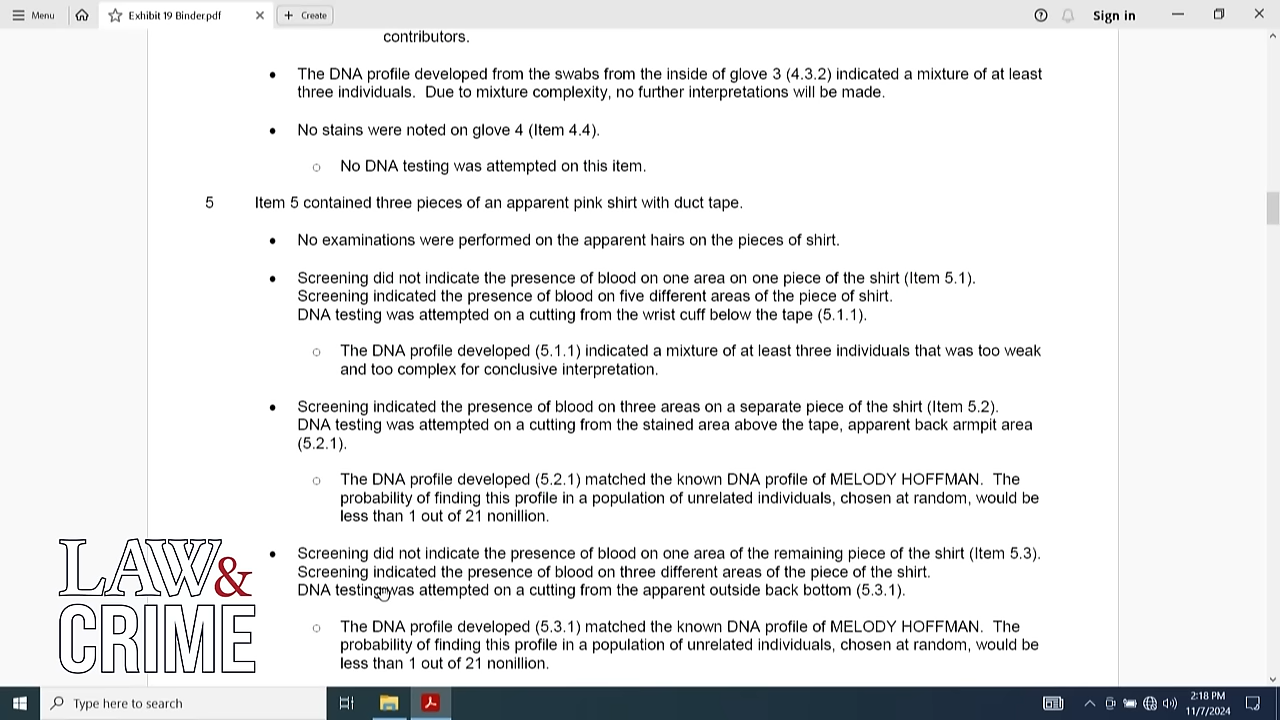 Menu
Exhibit 19 Binder.pdf
+ Create
Sign in
contributors.
• The DNA profile developed from the swabs from the inside of glove 3 (4.3.2) indicated a mixture of at least
three individuals. Due to mixture complexity, no further interpretations will be made.
• No stains were noted on glove 4 (Item 4.4).
○ No DNA testing was attempted on this item.
5 Item 5 contained three pieces of an apparent pink shirt with duct tape.
• No examinations were performed on the apparent hairs on the pieces of shirt.
• Screening did not indicate the presence of blood on one area on one piece of the shirt (Item 5.1).
Screening indicated the presence of blood on five different areas of the piece of shirt.
DNA testing was attempted on a cutting from the wrist cuff below the tape (5.1.1).
○ The DNA profile developed (5.1.1) indicated a mixture of at least three individuals that was too weak
and too complex for conclusive interpretation.
• Screening indicated the presence of blood on three areas on a separate piece of the shirt (Item 5.2).
DNA testing was attempted on a cutting from the stained area above the tape, apparent back armpit area
(5.2.1).
○ The DNA profile developed (5.2.1) matched the known DNA profile of MELODY HOFFMAN. The
probability of finding this profile in a population of unrelated individuals, chosen at random, would be
less than 1 out of 21 nonillion.
• Screening did not indicate the presence of blood on one area of the remaining piece of the shirt (Item 5.3).
Screening indicated the presence of blood on three different areas of the piece of the shirt.
DNA testing was attempted on a cutting from the apparent outside back bottom (5.3.1).
○ The DNA profile developed (5.3.1) matched the known DNA profile of MELODY HOFFMAN. The
probability of finding this profile in a population of unrelated individuals, chosen at random, would be
less than 1 out of 21 nonillion.
LAW&
CRIME
Type here to search
2:18 PM
11/7/2024